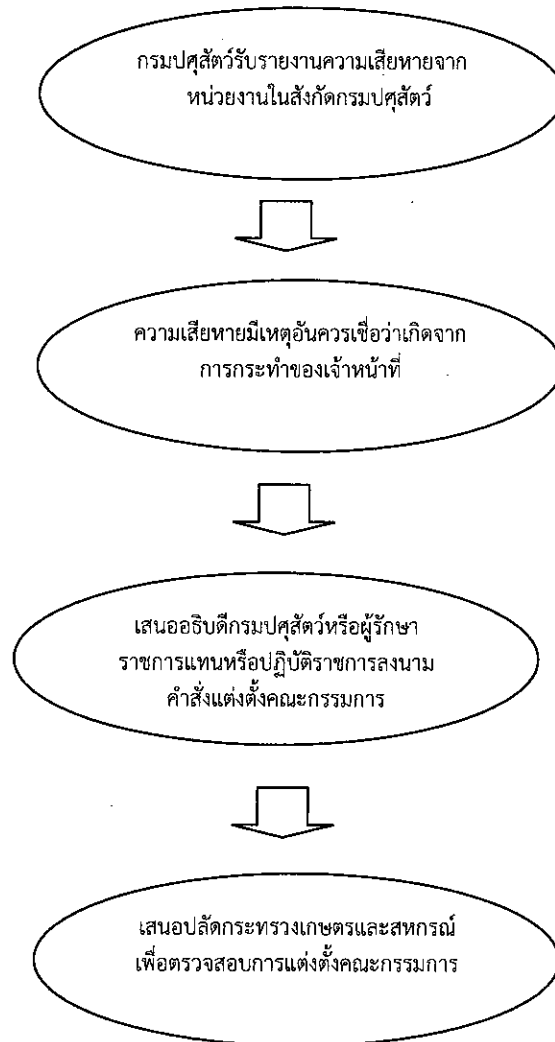 กรมปศุสัตว์รับรายงานความเสียหายจาก
หน่วยงานในสังกัดกรมปศุสัตว์
ความเสียหายมีเหตุอันควรเชื่อว่าเกิดจาก
การกระทำของเจ้าหน้าที่
เสนออธิบดีกรมปศุสัตว์หรือผู้รักษา
ราชการแทนหรือปฏิบัติราชการลงนาม
คำสั่งแต่งตั้งคณะกรรมการ
เสนอปลัดกระทรวงเกษตรและสหกรณ์
เพื่อตรวจสอบการแต่งตั้งคณะกรรมการ